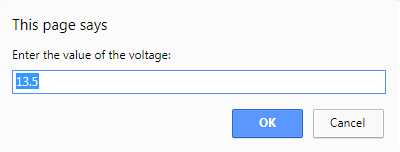 This page says
Enter the value of the voltage:
13.5
OK Cancel